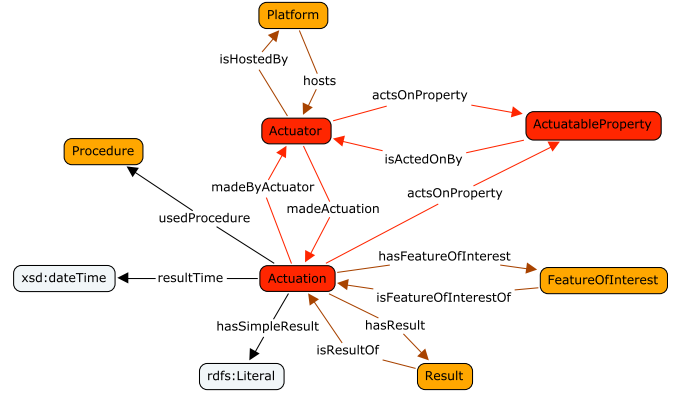 Platform
isHostedBy
hosts
actsOnProperty
Actuator
ActuatableProperty
Procedure
isActedOnBy
madeByActuator
actsOnProperty
madeActuation
usedProcedure
hasFeatureOfInterest
xsd:dateTime
resultTime
Actuation
FeatureOfInterest
isFeatureOfInterestOf
hasSimpleResult
hasResult
isResultOf
rdfs:Literal
Result